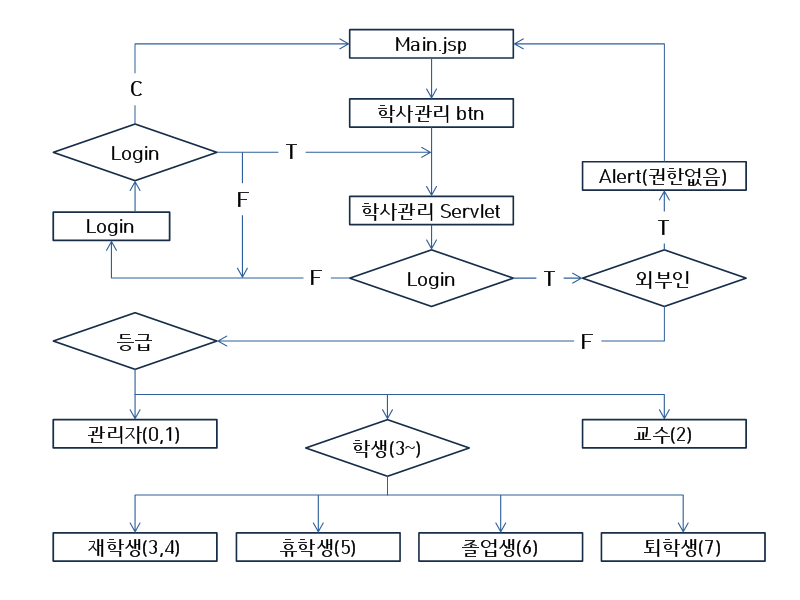 Main.jsp
C
학사관리 btn
Login
T
Alert(권한없음)
F
학사관리 Servlet
Login
T
F
Login
T
외부인
등급
F
관리자(0,1)
학생(3~)
교수(2)
재학생(3,4)
휴학생(5)
졸업생(6)
퇴학생(7)